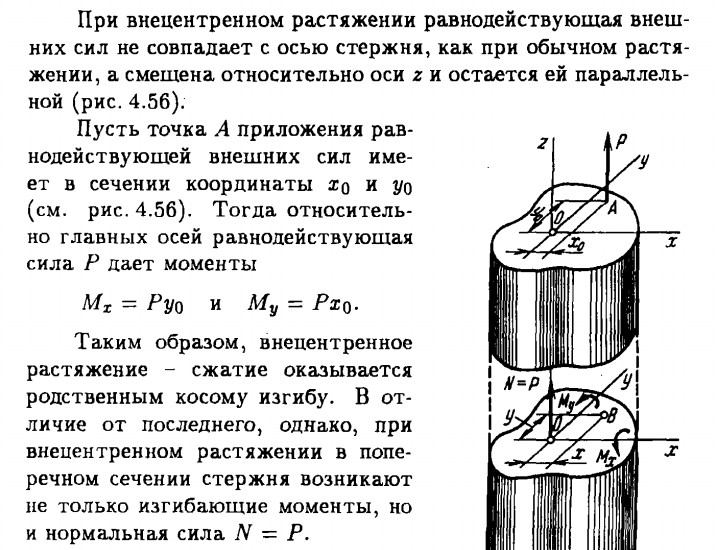 При внецентренном растяжении равнодействующая внеш-
них сил не совпадает с осью стержня, как при обычном растя-
жении, а смещена относительно оси z и остается ей параллель-
ной (рис. 4.56).
Пусть точка A приложения рав-
нодействующей внешних сил име-
ет в сечении координаты x₀ и y₀
(см. рис. 4.56). Тогда относитель-
но главных осей равнодействующая
сила P дает моменты
Mₓ = Py₀ и M_y = Px₀.
Таким образом, внецентренное
растяжение – сжатие оказывается
родственным косому изгибу. В от-
личие от последнего, однако, при
внецентренном растяжении в попе-
речном сечении стержня возникают
не только изгибающие моменты, но
и нормальная сила N = P.
z
P
y
A
y₀
O
x₀
x
N=P
y
M_y
y
O
B
x
Mₓ
x